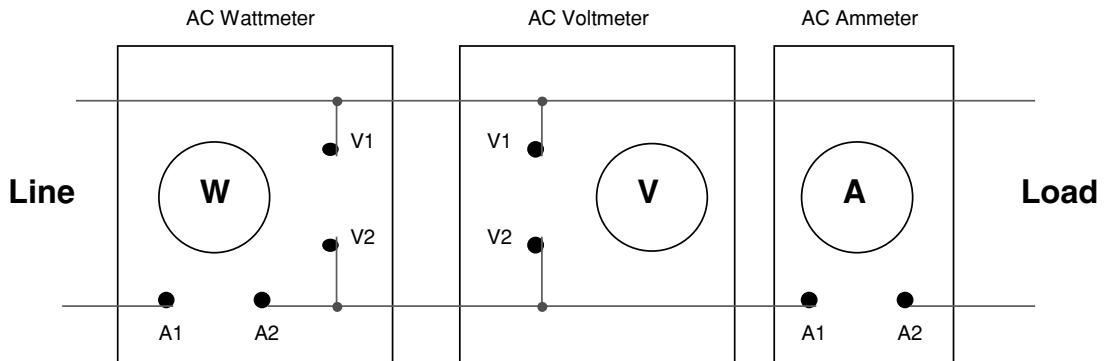 AC Wattmeter
AC Voltmeter
AC Ammeter
V1
V1
Line
W
V
A
Load
V2
V2
A1
A2
A1
A2